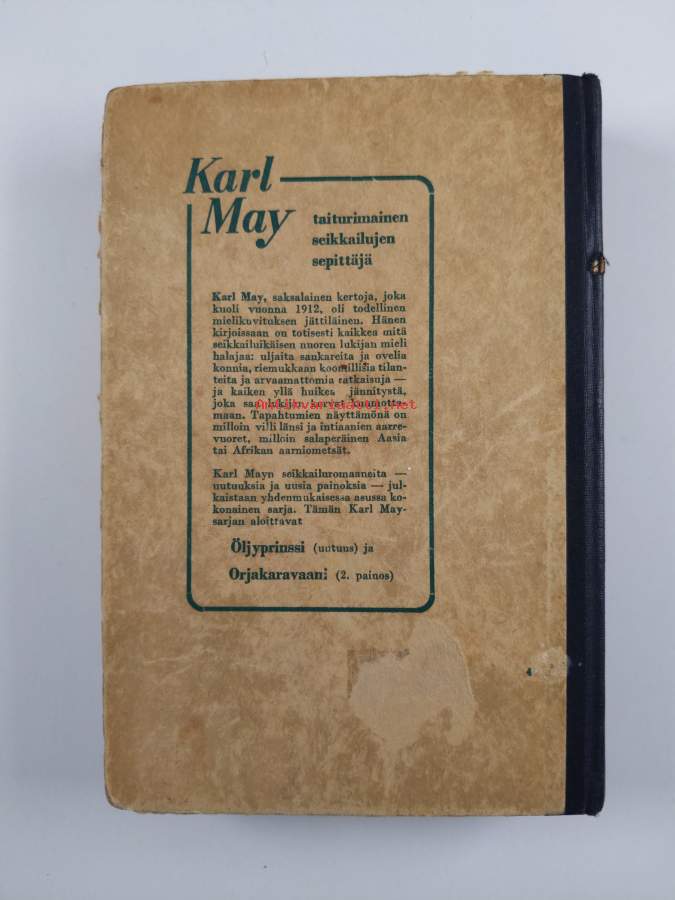 Karl
May
taiturimainen
seikkailujen
sepittäjä
Karl May, saksalainen kertoja, joka
kuoli vuonna 1912, oli todellinen
mielikuvituksen jättiläinen. Hänen
kirjoissaan on totisesti kaikkea mitä
seikkailuikäisen nuoren lukijan mieli
halajaa: uljaita sankareita ja ovelia
konnia, riemukkaan koomillisia tilan-
teita ja arvaamattomia ratkaisuja —
ja kaiken yllä huikea jännitystä,
joka saa lukijan
maan. Tapahtumien näyttämönä on
milloin villi länsi ja intiaanien aarre-
vuoret, milloin salaperäinen Aasia
tai Afrikan aarniometsät.
Karl Mayn seikkailuromaaneita —
uutuuksia ja uusia painoksia — jul-
kaistaan yhdenmukaisessa asussa ko-
konainen sarja. Tämän Karl May-
sarjan aloittavat
Öljyprinssi (uutuus) ja
Orjakaravaani (2. painos)
4